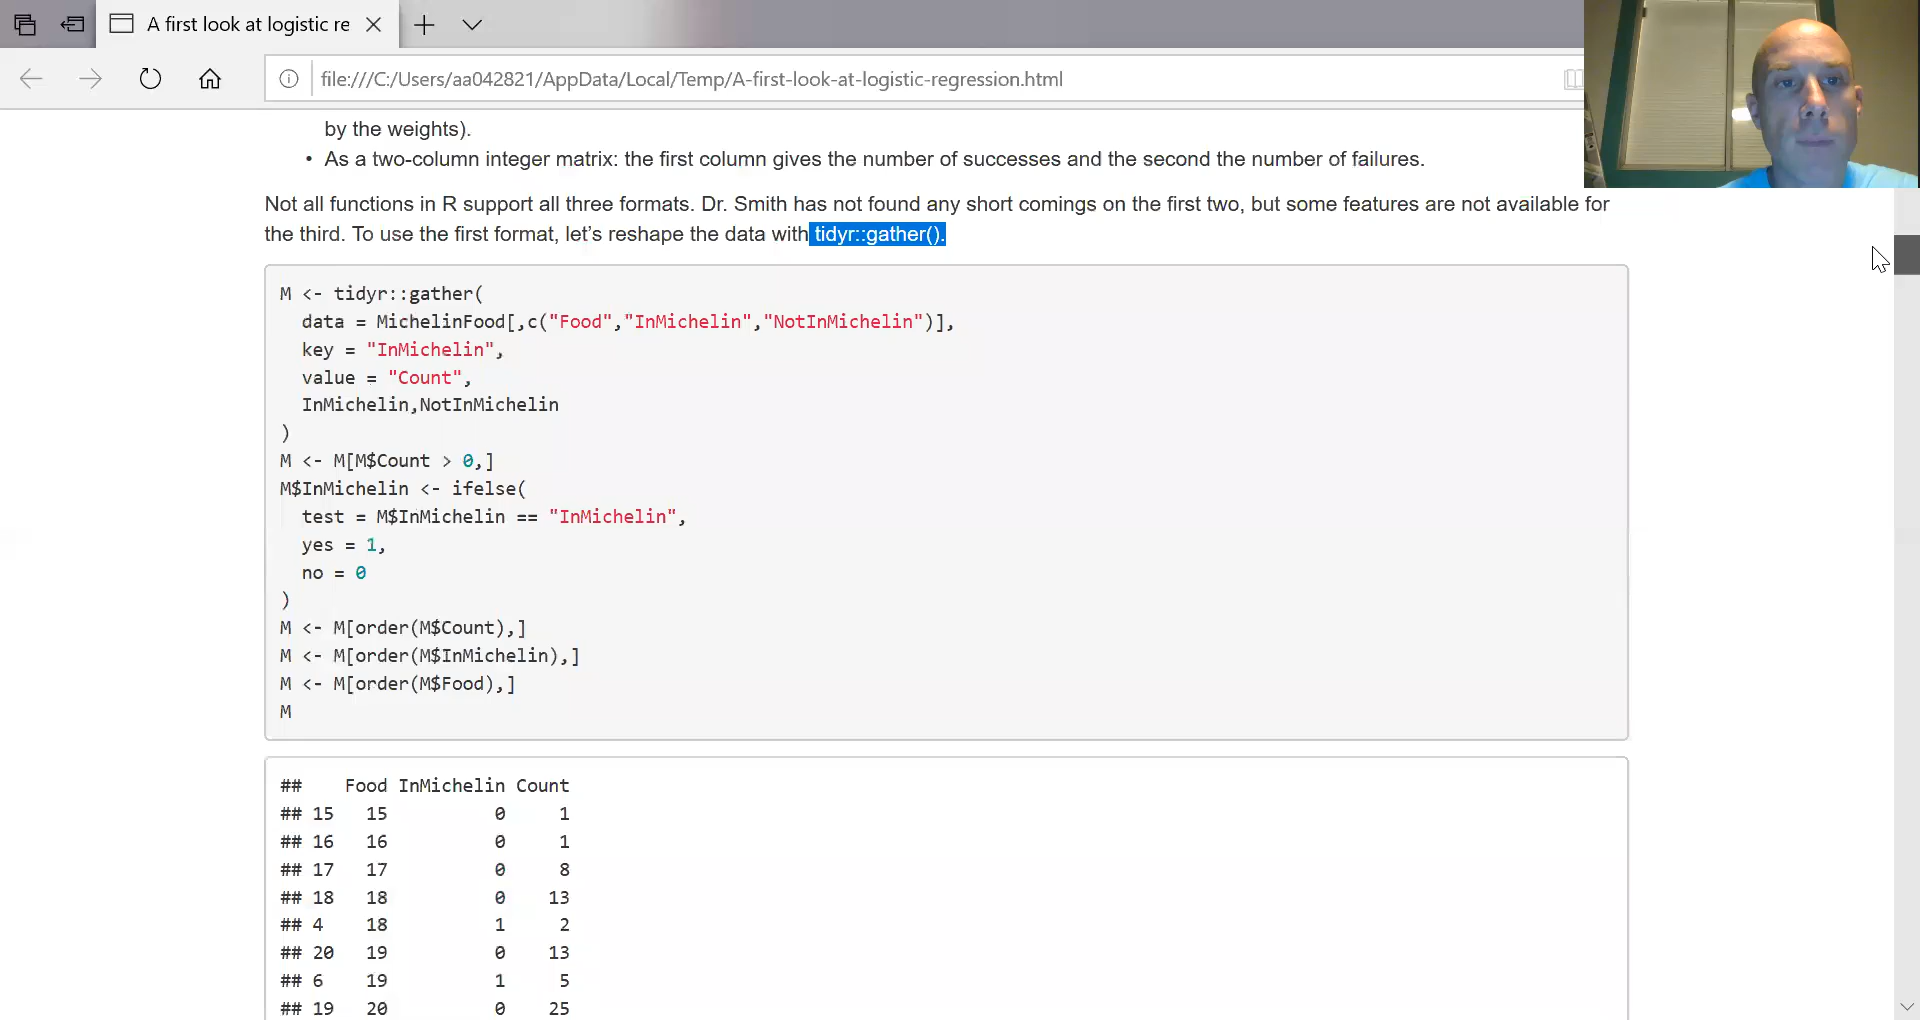 A first look at logistic re
file:///C:/Users/aa042821/AppData/Local/Temp/A-first-look-at-logistic-regression.html
by the weights).
• As a two-column integer matrix: the first column gives the number of successes and the second the number of failures.
Not all functions in R support all three formats. Dr. Smith has not found any short comings on the first two, but some features are not available for
the third. To use the first format, let’s reshape the data with tidyr::gather().
M <- tidyr::gather(
  data = MichelinFood[,c("Food","InMichelin","NotInMichelin")],
  key = "InMichelin",
  value = "Count",
  InMichelin,NotInMichelin
)
M <- M[M$Count > 0,]
M$InMichelin <- ifelse(
  test = M$InMichelin == "InMichelin",
  yes = 1,
  no = 0
)
M <- M[order(M$Count),]
M <- M[order(M$InMichelin),]
M <- M[order(M$Food),]
M
##    Food InMichelin Count
## 15   15          0     1
## 16   16          0     1
## 17   17          0     8
## 18   18          0    13
## 4    18          1     2
## 20   19          0    13
## 6    19          1     5
## 19   20          0    25